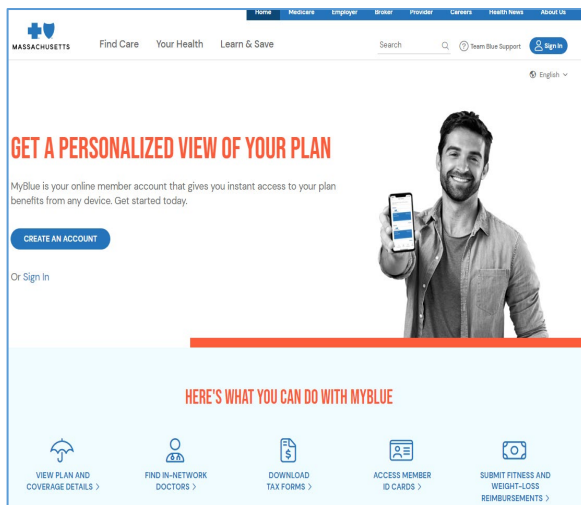 Home Medicare Employer Broker Provider Careers Health News About Us
MASSACHUSETTS
Find Care Your Health Learn & Save
Search
Team Blue Support
Sign In
English
GET A PERSONALIZED VIEW OF YOUR PLAN
MyBlue is your online member account that gives you instant access to your plan
benefits from any device. Get started today.
CREATE AN ACCOUNT
Or Sign In
HERE'S WHAT YOU CAN DO WITH MYBLUE
VIEW PLAN AND
COVERAGE DETAILS >
FIND IN-NETWORK
DOCTORS >
DOWNLOAD
TAX FORMS >
ACCESS MEMBER
ID CARDS >
SUBMIT FITNESS AND
WEIGHT-LOSS
REIMBURSEMENTS >